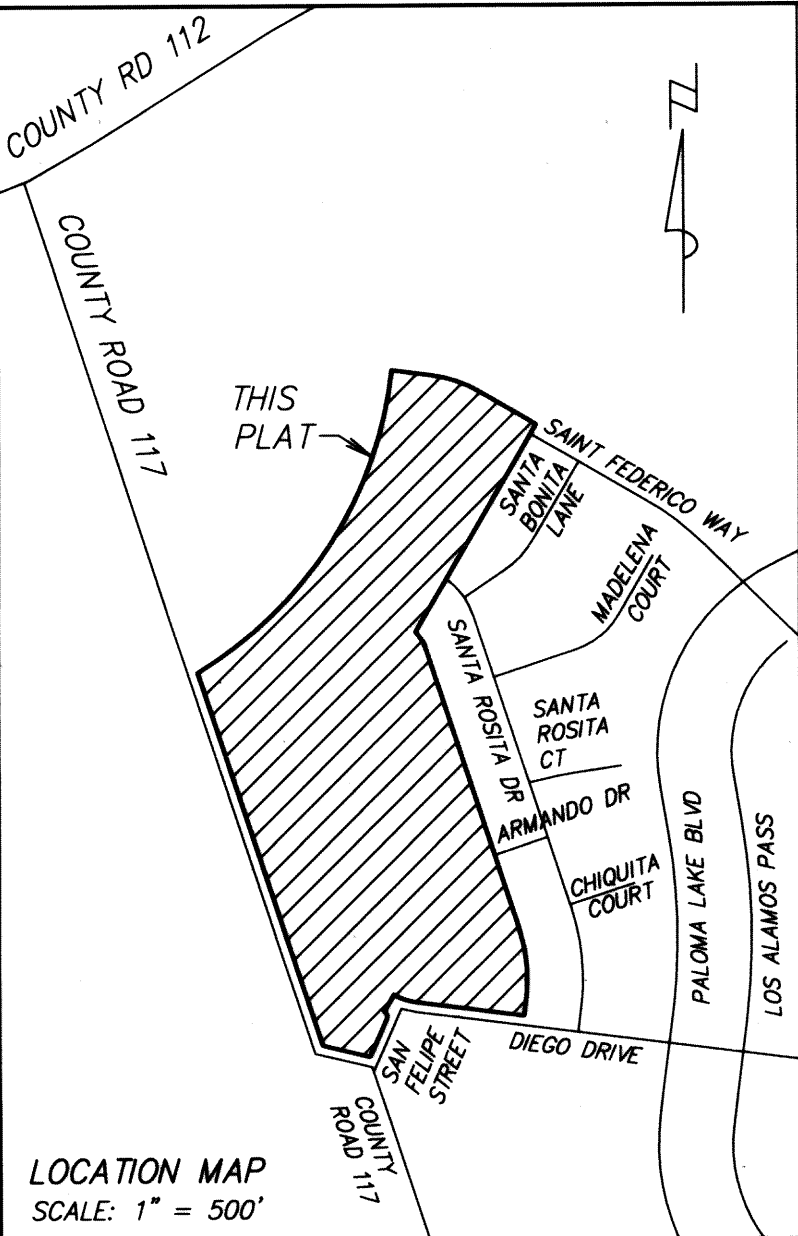 COUNTY RD 112
N
COUNTY ROAD 117
THIS
PLAT
SAINT FEDERICO WAY
SANTA
BONITA
LANE
MADELENA
COURT
SANTA ROSITA DR
SANTA
ROSITA
CT
ARMANDO DR
CHIQUITA
COURT
PALOMA LAKE BLVD
LOS ALAMOS PASS
DIEGO DRIVE
SAN
FELIPE
STREET
COUNTY
ROAD 117
LOCATION MAP
SCALE: 1" = 500'